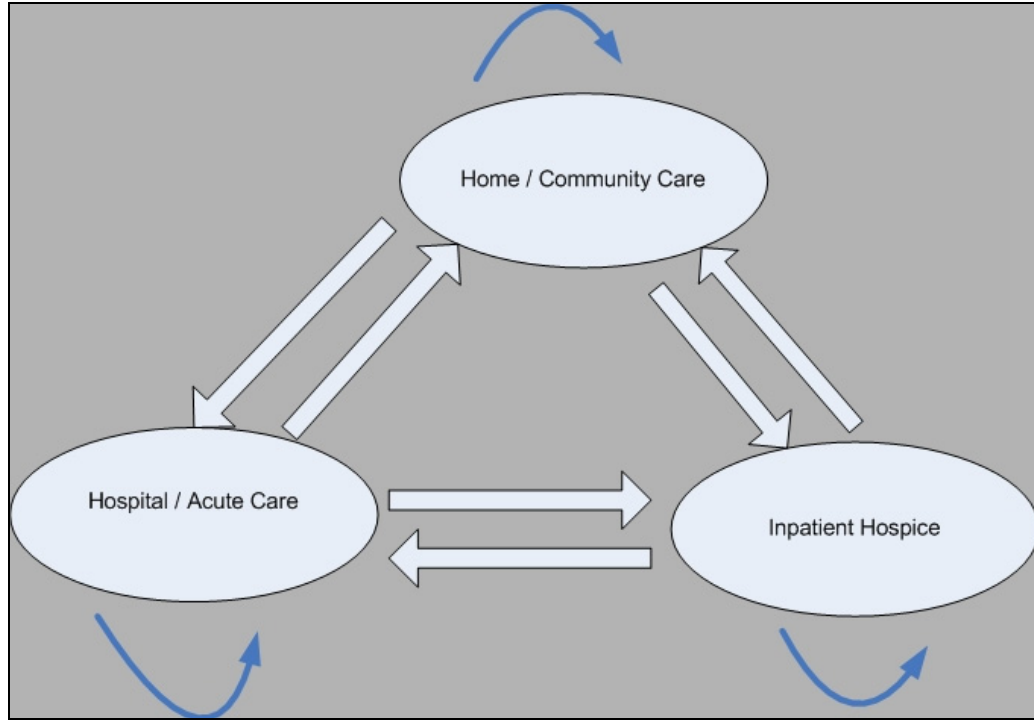 Home / Community Care
Hospital / Acute Care
Inpatient Hospice